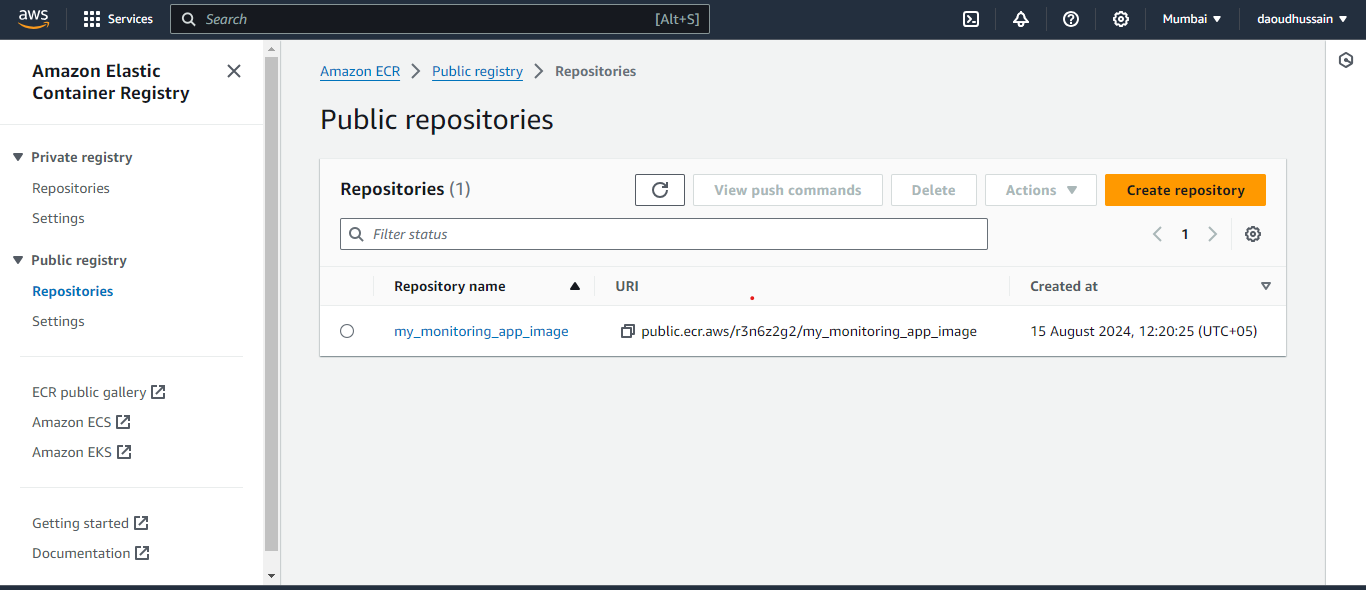 aws Services Search [Alt+S] Mumbai daoudhussain
Amazon Elastic
Container Registry
Private registry
Repositories
Settings
Public registry
Repositories
Settings
ECR public gallery
Amazon ECS
Amazon EKS
Getting started
Documentation
Amazon ECR Public registry Repositories
Public repositories
Repositories (1) View push commands Delete Actions Create repository
Filter status 1
Repository name URI Created at
my_monitoring_app_image public.ecr.aws/r3n6z2g2/my_monitoring_app_image 15 August 2024, 12:20:25 (UTC+05)